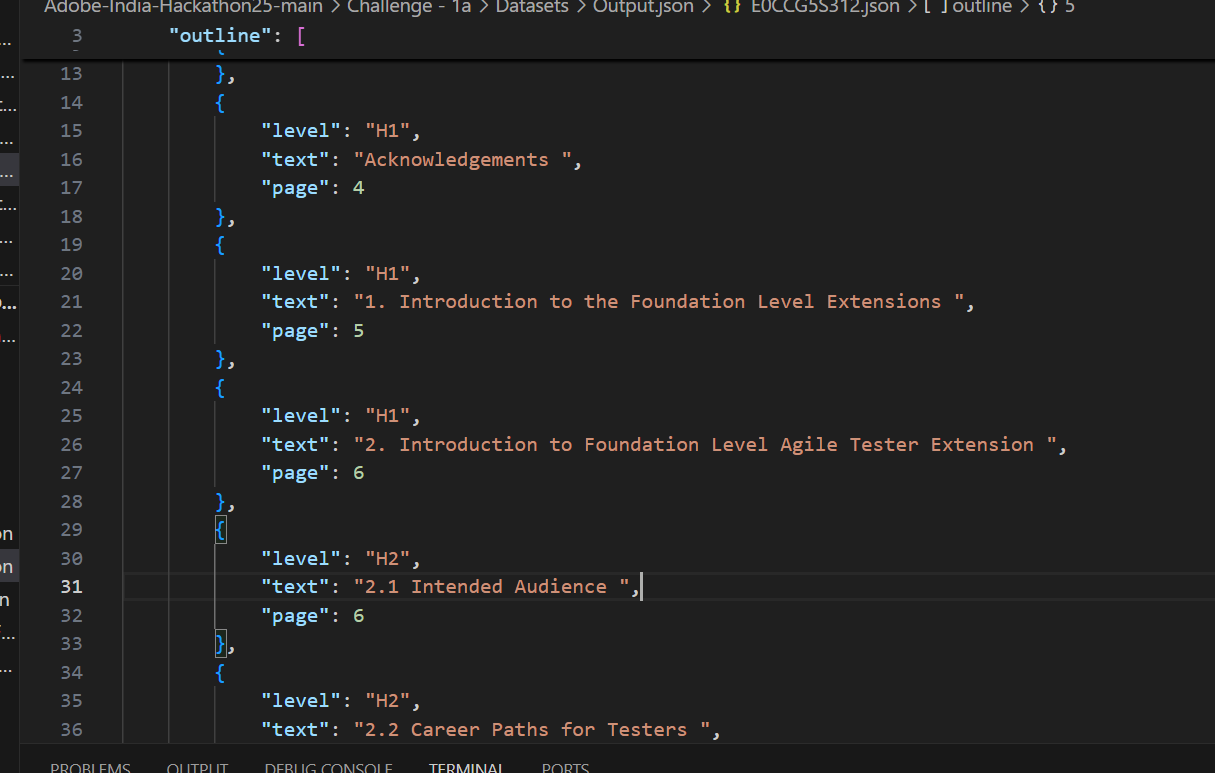 Adobe-India-Hackathon25-main > Challenge - 1a > Datasets > Output.json > {} E0CCG5S312.json > [ ] outline > {} 5
3 "outline": [
13 },
14 {
15 "level": "H1",
16 "text": "Acknowledgements ",
17 "page": 4
18 },
19 {
20 "level": "H1",
21 "text": "1. Introduction to the Foundation Level Extensions ",
22 "page": 5
23 },
24 {
25 "level": "H1",
26 "text": "2. Introduction to Foundation Level Agile Tester Extension ",
27 "page": 6
28 },
29 {
30 "level": "H2",
31 "text": "2.1 Intended Audience ",
32 "page": 6
33 },
34 {
35 "level": "H2",
36 "text": "2.2 Career Paths for Testers ",
PROBLEMS OUTPUT DEBUG CONSOLE TERMINAL PORTS